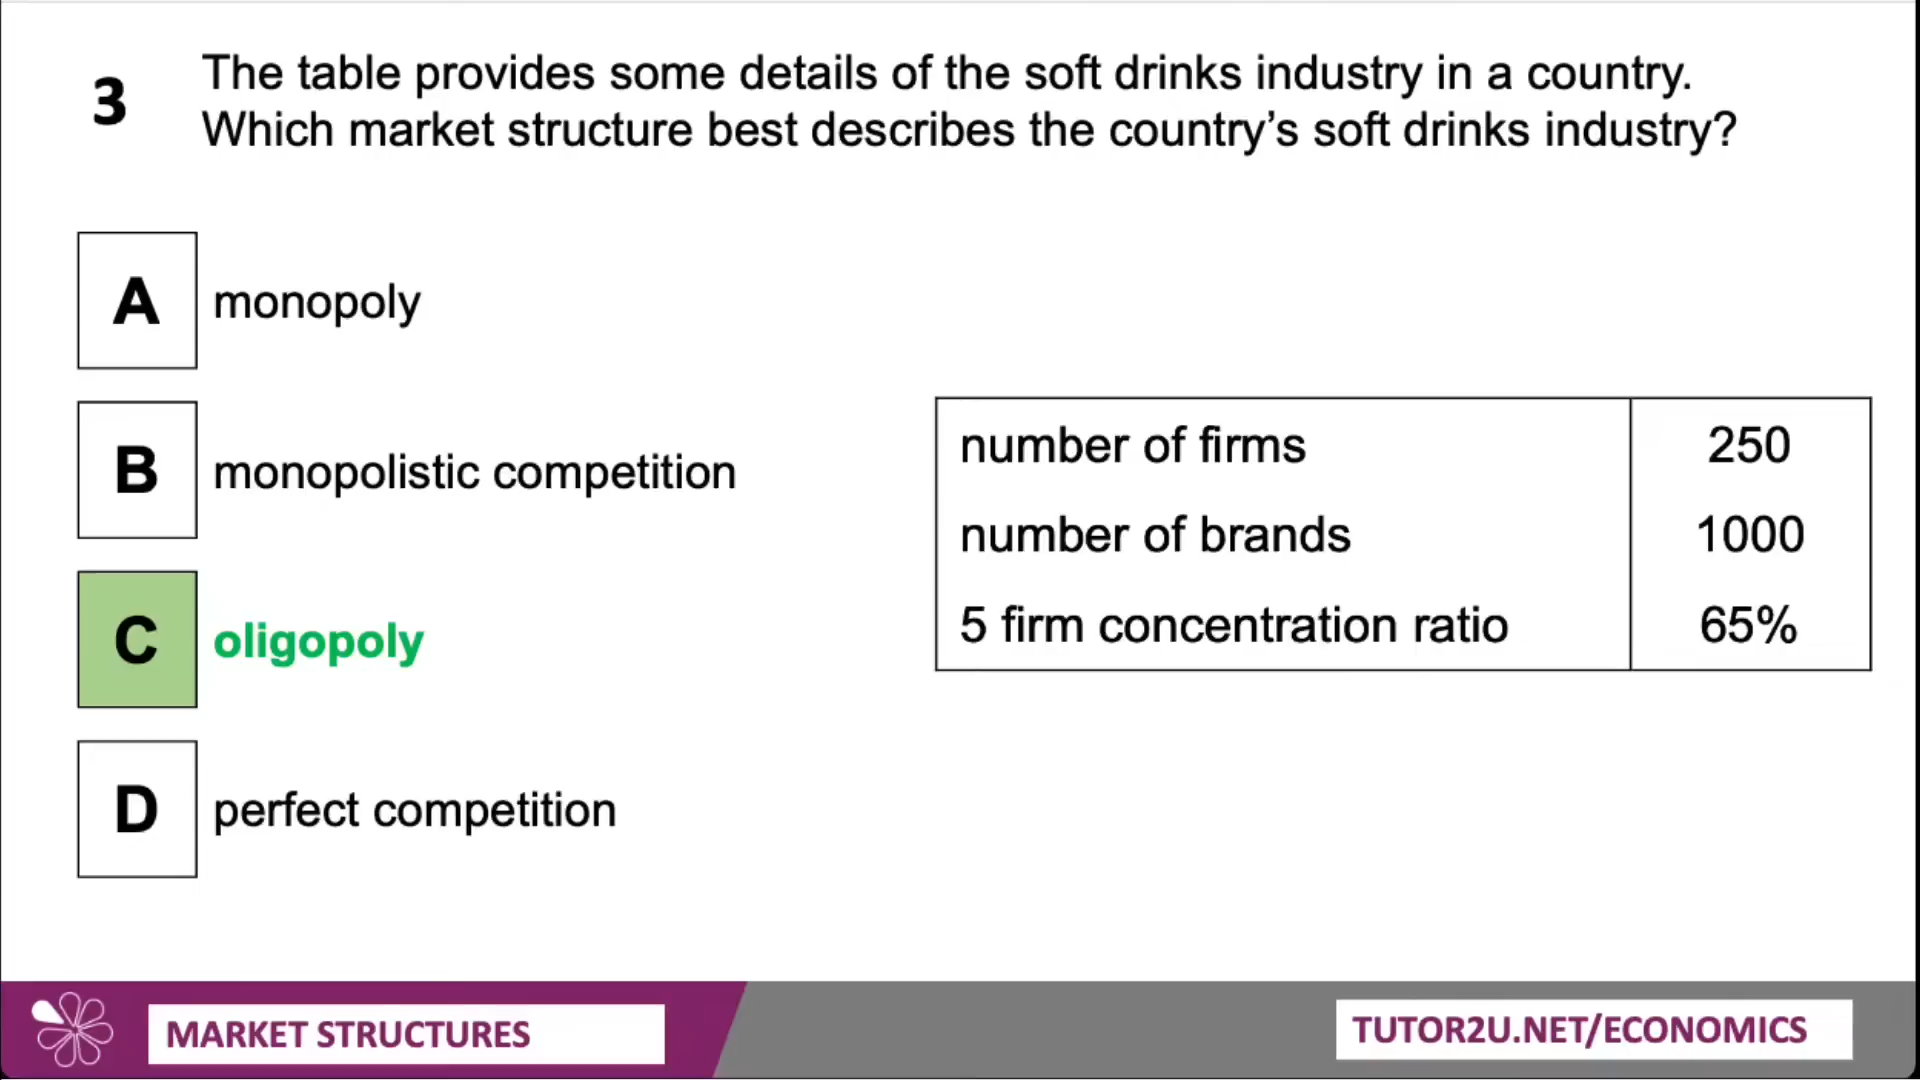 3
The table provides some details of the soft drinks industry in a country.
Which market structure best describes the country’s soft drinks industry?
A monopoly
B monopolistic competition
C oligopoly
D perfect competition
number of firms 250
number of brands 1000
5 firm concentration ratio 65%
MARKET STRUCTURES
TUTOR2U.NET/ECONOMICS